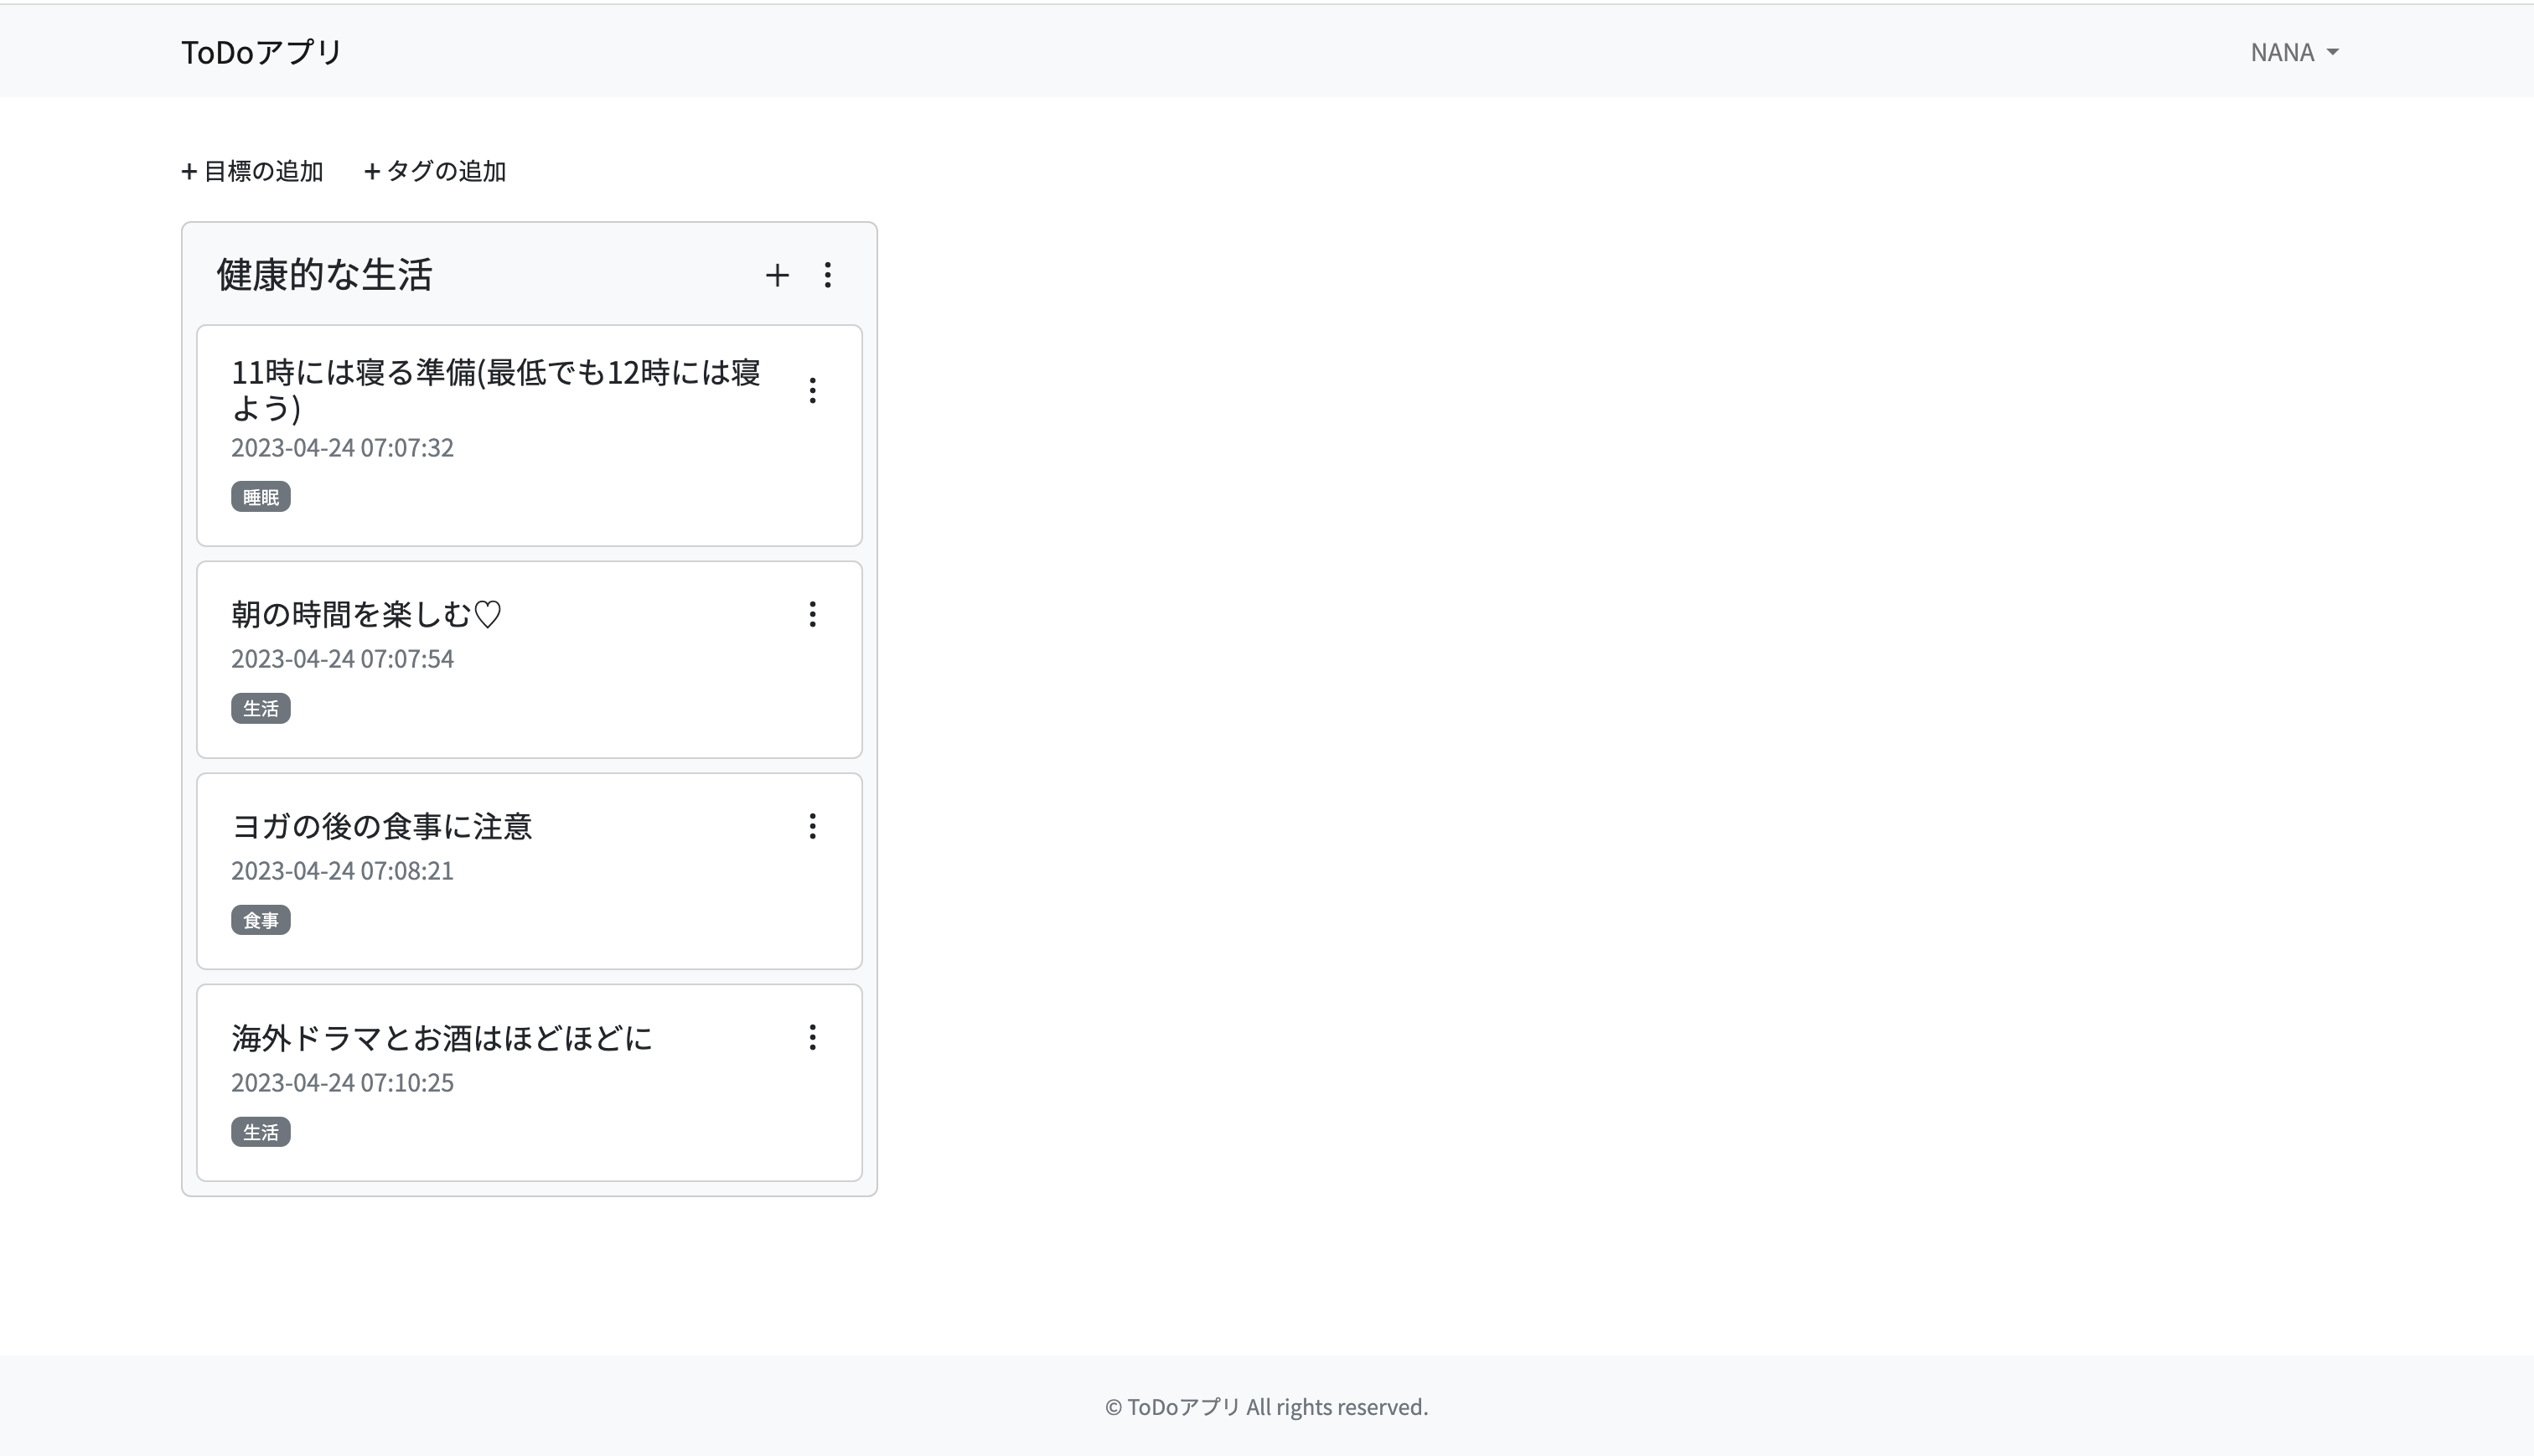 ToDoアプリ
NANA
+ 目標の追加
+ タグの追加
健康的な生活
11時には寝る準備(最低でも12時には寝
よう)
2023-04-24 07:07:32
睡眠
朝の時間を楽しむ♡
2023-04-24 07:07:54
生活
ヨガの後の食事に注意
2023-04-24 07:08:21
食事
海外ドラマとお酒はほどほどに
2023-04-24 07:10:25
生活
© ToDoアプリ All rights reserved.